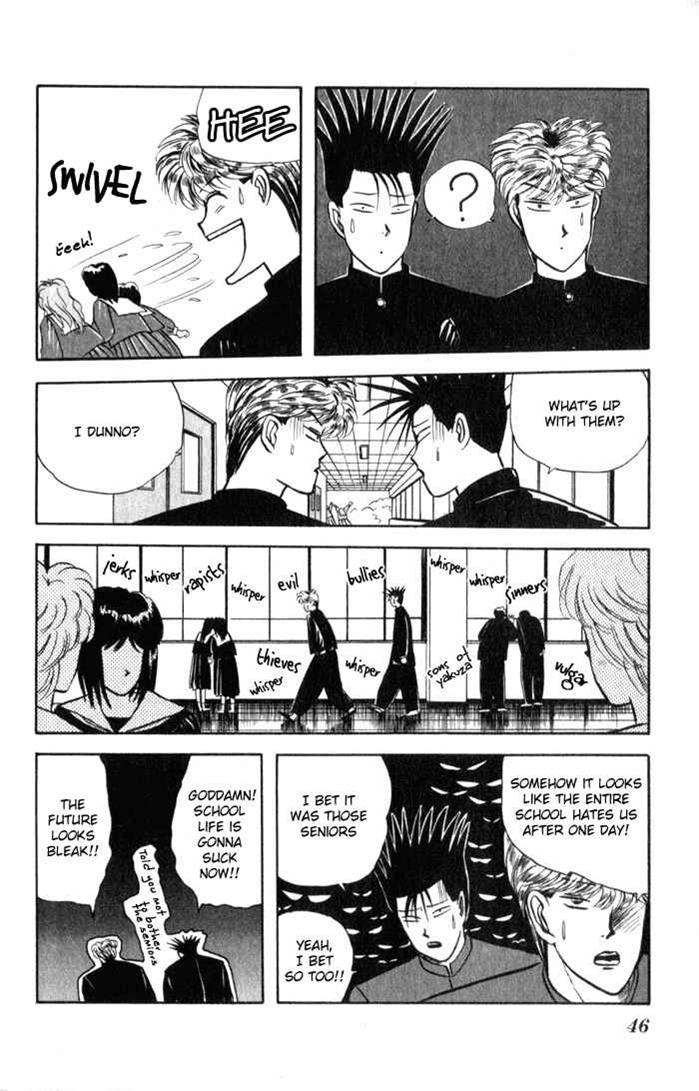 ?
HEE
SWIVEL
Eeek!
WHAT'S UP
WITH THEM?
I DUNNO?
jerks
whisper
rapists
whisper
evil
bullies
whisper
whisper
sinners
thieves
whisper
whisper
sons of
yakuza
vulgar
SOMEHOW IT LOOKS
LIKE THE ENTIRE
SCHOOL HATES US
AFTER ONE DAY!
I BET IT
WAS THOSE
SENIORS
YEAH,
I BET
SO TOO!!
GODDAMN!
SCHOOL
LIFE IS
GONNA
SUCK
NOW!!
THE
FUTURE
LOOKS
BLEAK!!
Told you not
to bother
the seniors
46